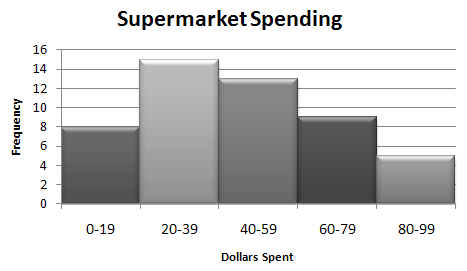 Supermarket Spending
Frequency
16
14
12
10
8
6
4
2
0
0-19 20-39 40-59 60-79 80-99
Dollars Spent